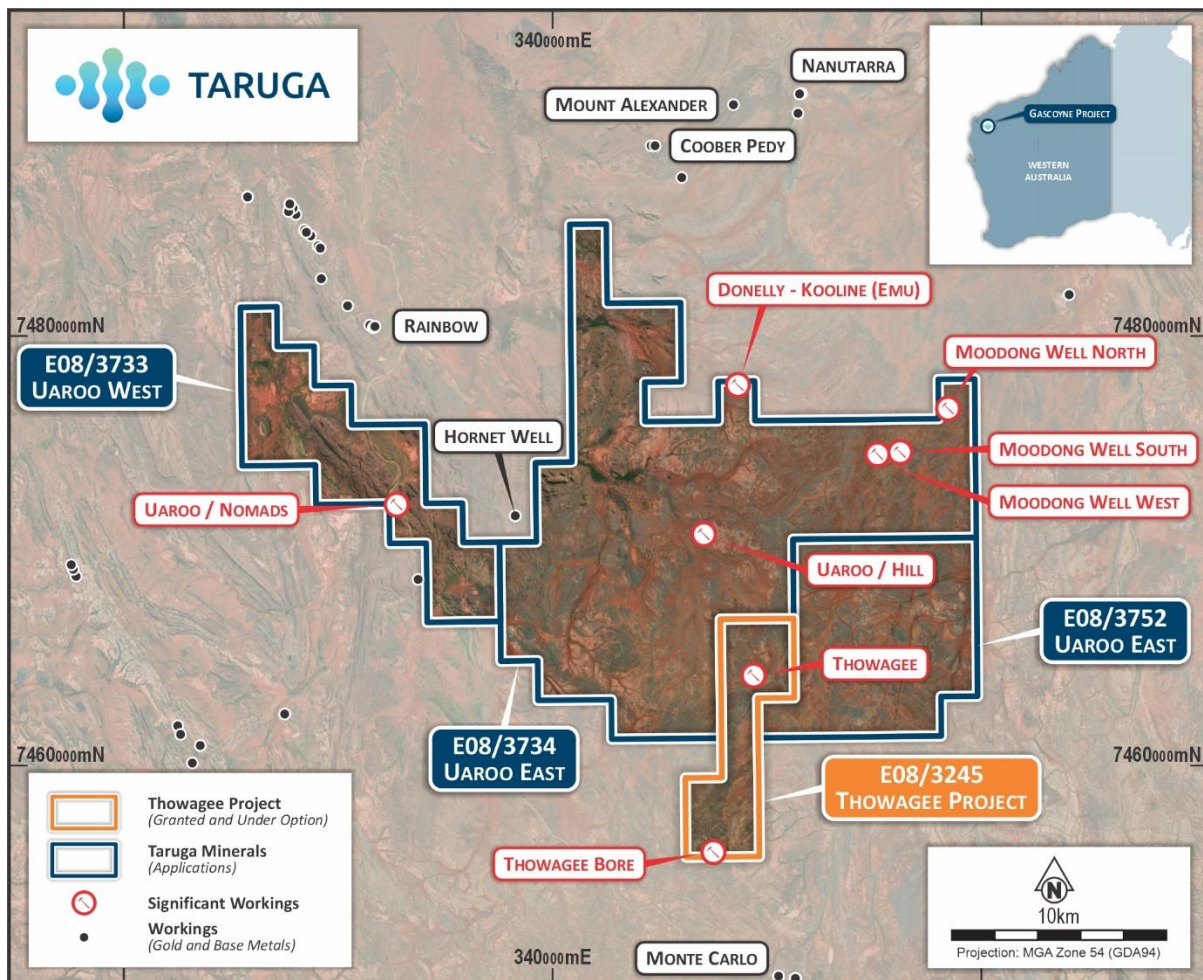 340000mE
TARUGA
NANUTARRA
MOUNT ALEXANDER
COOBER PEDY
GASCOYNE PROJECT
WESTERN
AUSTRALIA
DONELLY - KOOLINE (EMU)
7480000mN
7480000mN
RAINBOW
MOODONG WELL NORTH
E08/3733
UAROO WEST
HORNET WELL
MOODONG WELL SOUTH
UAROO / NOMADS
MOODONG WELL WEST
UAROO / HILL
E08/3752
UAROO EAST
THOWAGEE
E08/3734
UAROO EAST
7460000mN
7460000mN
E08/3245
THOWAGEE PROJECT
Thowagee Project
(Granted and Under Option)
Taruga Minerals
(Applications)
Significant Workings
Workings
(Gold and Base Metals)
THOWAGEE BORE
340000mE
MONTE CARLO
N
10km
Projection: MGA Zone 54 (GDA94)